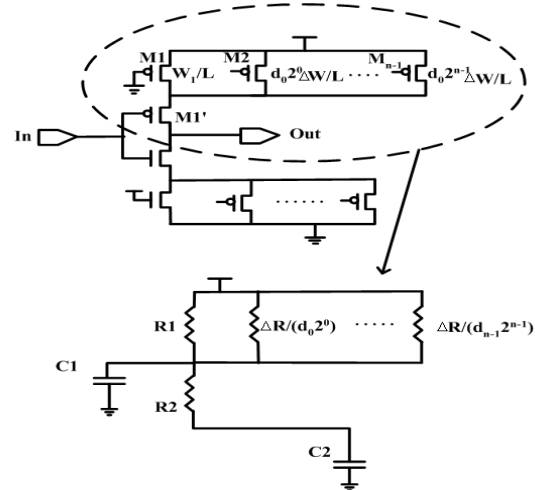 M1 M2 Mn-1
W1/L d02^0△W/L ····· d02^n-1△W/L
M1'
In Out
······
R1 △R/(d02^0) ····· △R/(dn-12^n-1)
C1
R2
C2